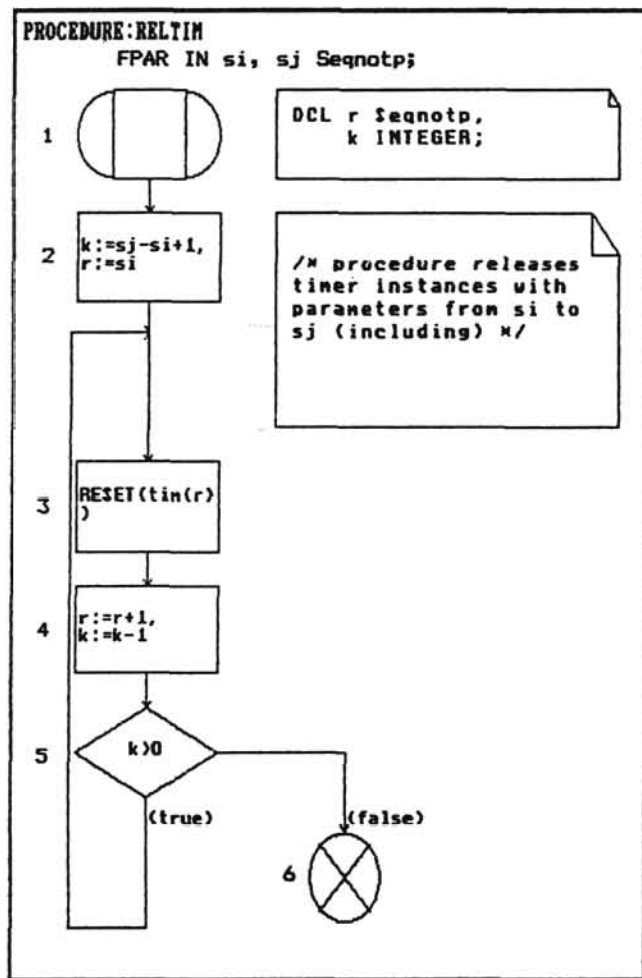 PROCEDURE:RELTIM
FPAR IN si, sj Seqnotp;
1
DCL r Seqnotp,
k INTEGER;
2
k:=sj-si+1,
r:=si
/* procedure releases
timer instances with
parameters from si to
sj (including) */
3
RESET(tim(r)
)
4
r:=r+1,
k:=k-1
5
k>0
(true)
(false)
6